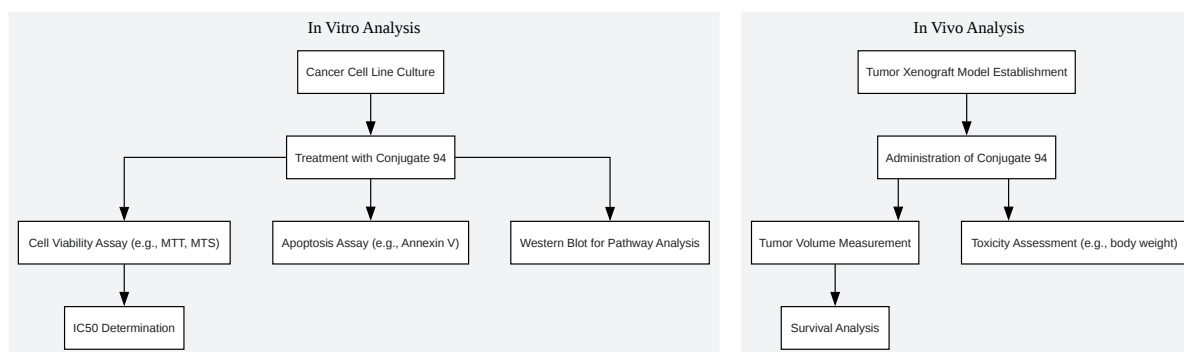 In Vitro Analysis
Cancer Cell Line Culture
Treatment with Conjugate 94
Cell Viability Assay (e.g., MTT, MTS)
Apoptosis Assay (e.g., Annexin V)
Western Blot for Pathway Analysis
IC50 Determination
In Vivo Analysis
Tumor Xenograft Model Establishment
Administration of Conjugate 94
Tumor Volume Measurement
Toxicity Assessment (e.g., body weight)
Survival Analysis